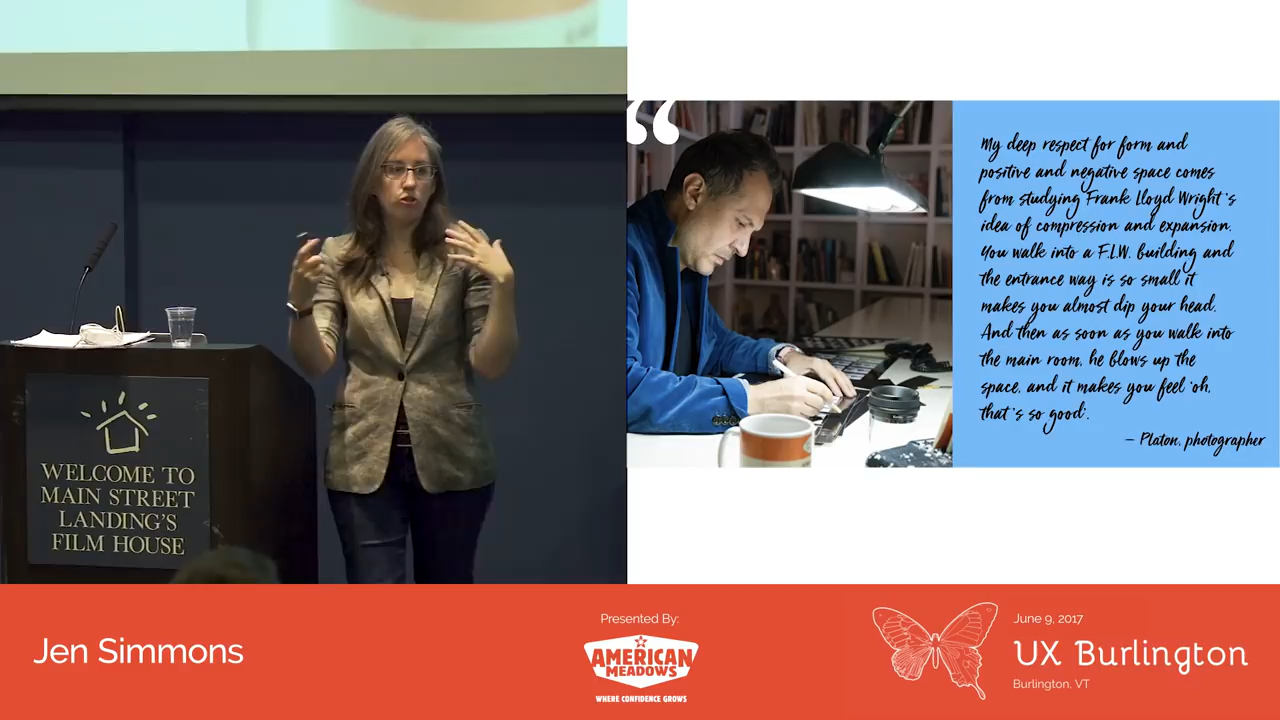 WELCOME TO
MAIN STREET
LANDING'S
FILM HOUSE
“
My deep respect for form and
positive and negative space comes
from studying Frank Lloyd Wright's
idea of compression and expansion.
You walk into a F.L.W. building and
the entrance way is so small it
makes you almost dip your head.
And then as soon as you walk into
the main room, he blows up the
space, and it makes you feel 'oh,
that's so good'.
– Platon, photographer
Jen Simmons
Presented By:
AMERICAN
MEADOWS
WHERE CONFIDENCE GROWS
June 9, 2017
UX Burlington
Burlington, VT